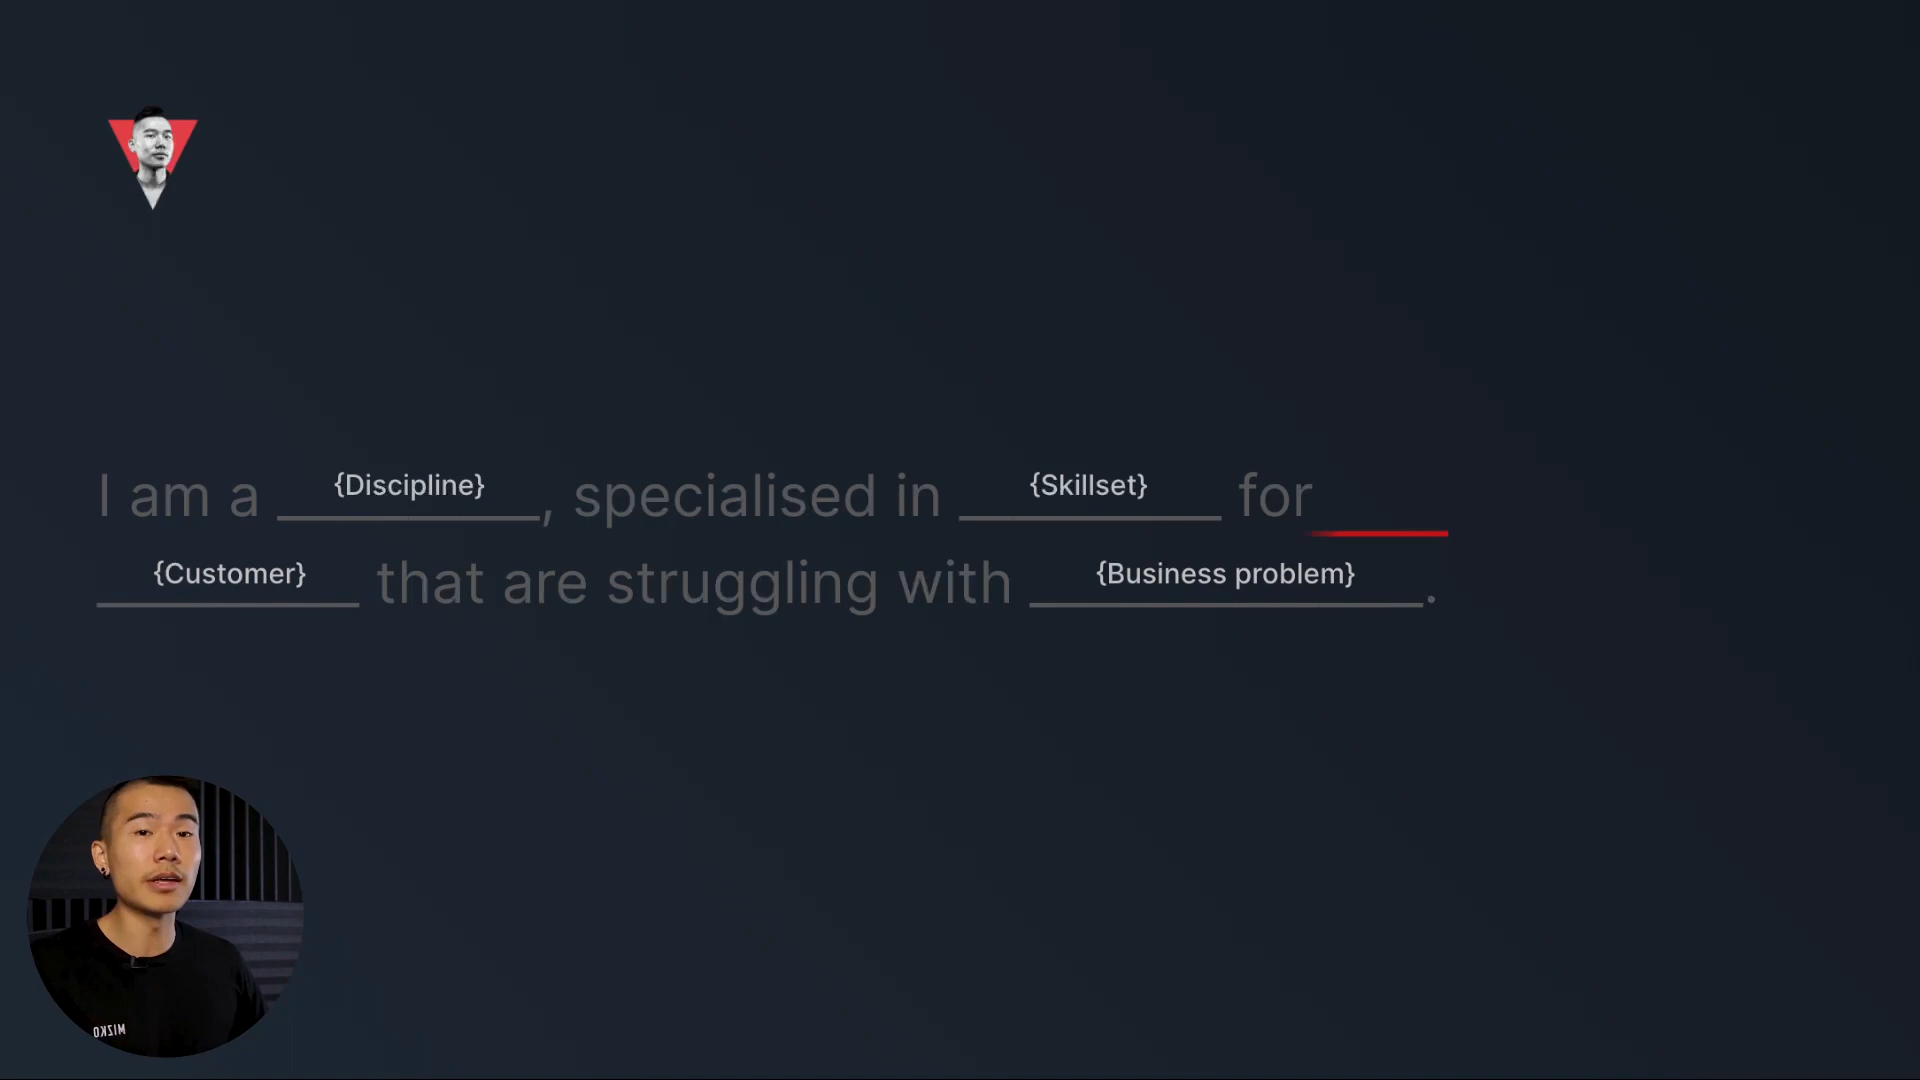 I am a {Discipline}, specialised in {Skillset} for
{Customer} that are struggling with {Business problem}.
MIZKO